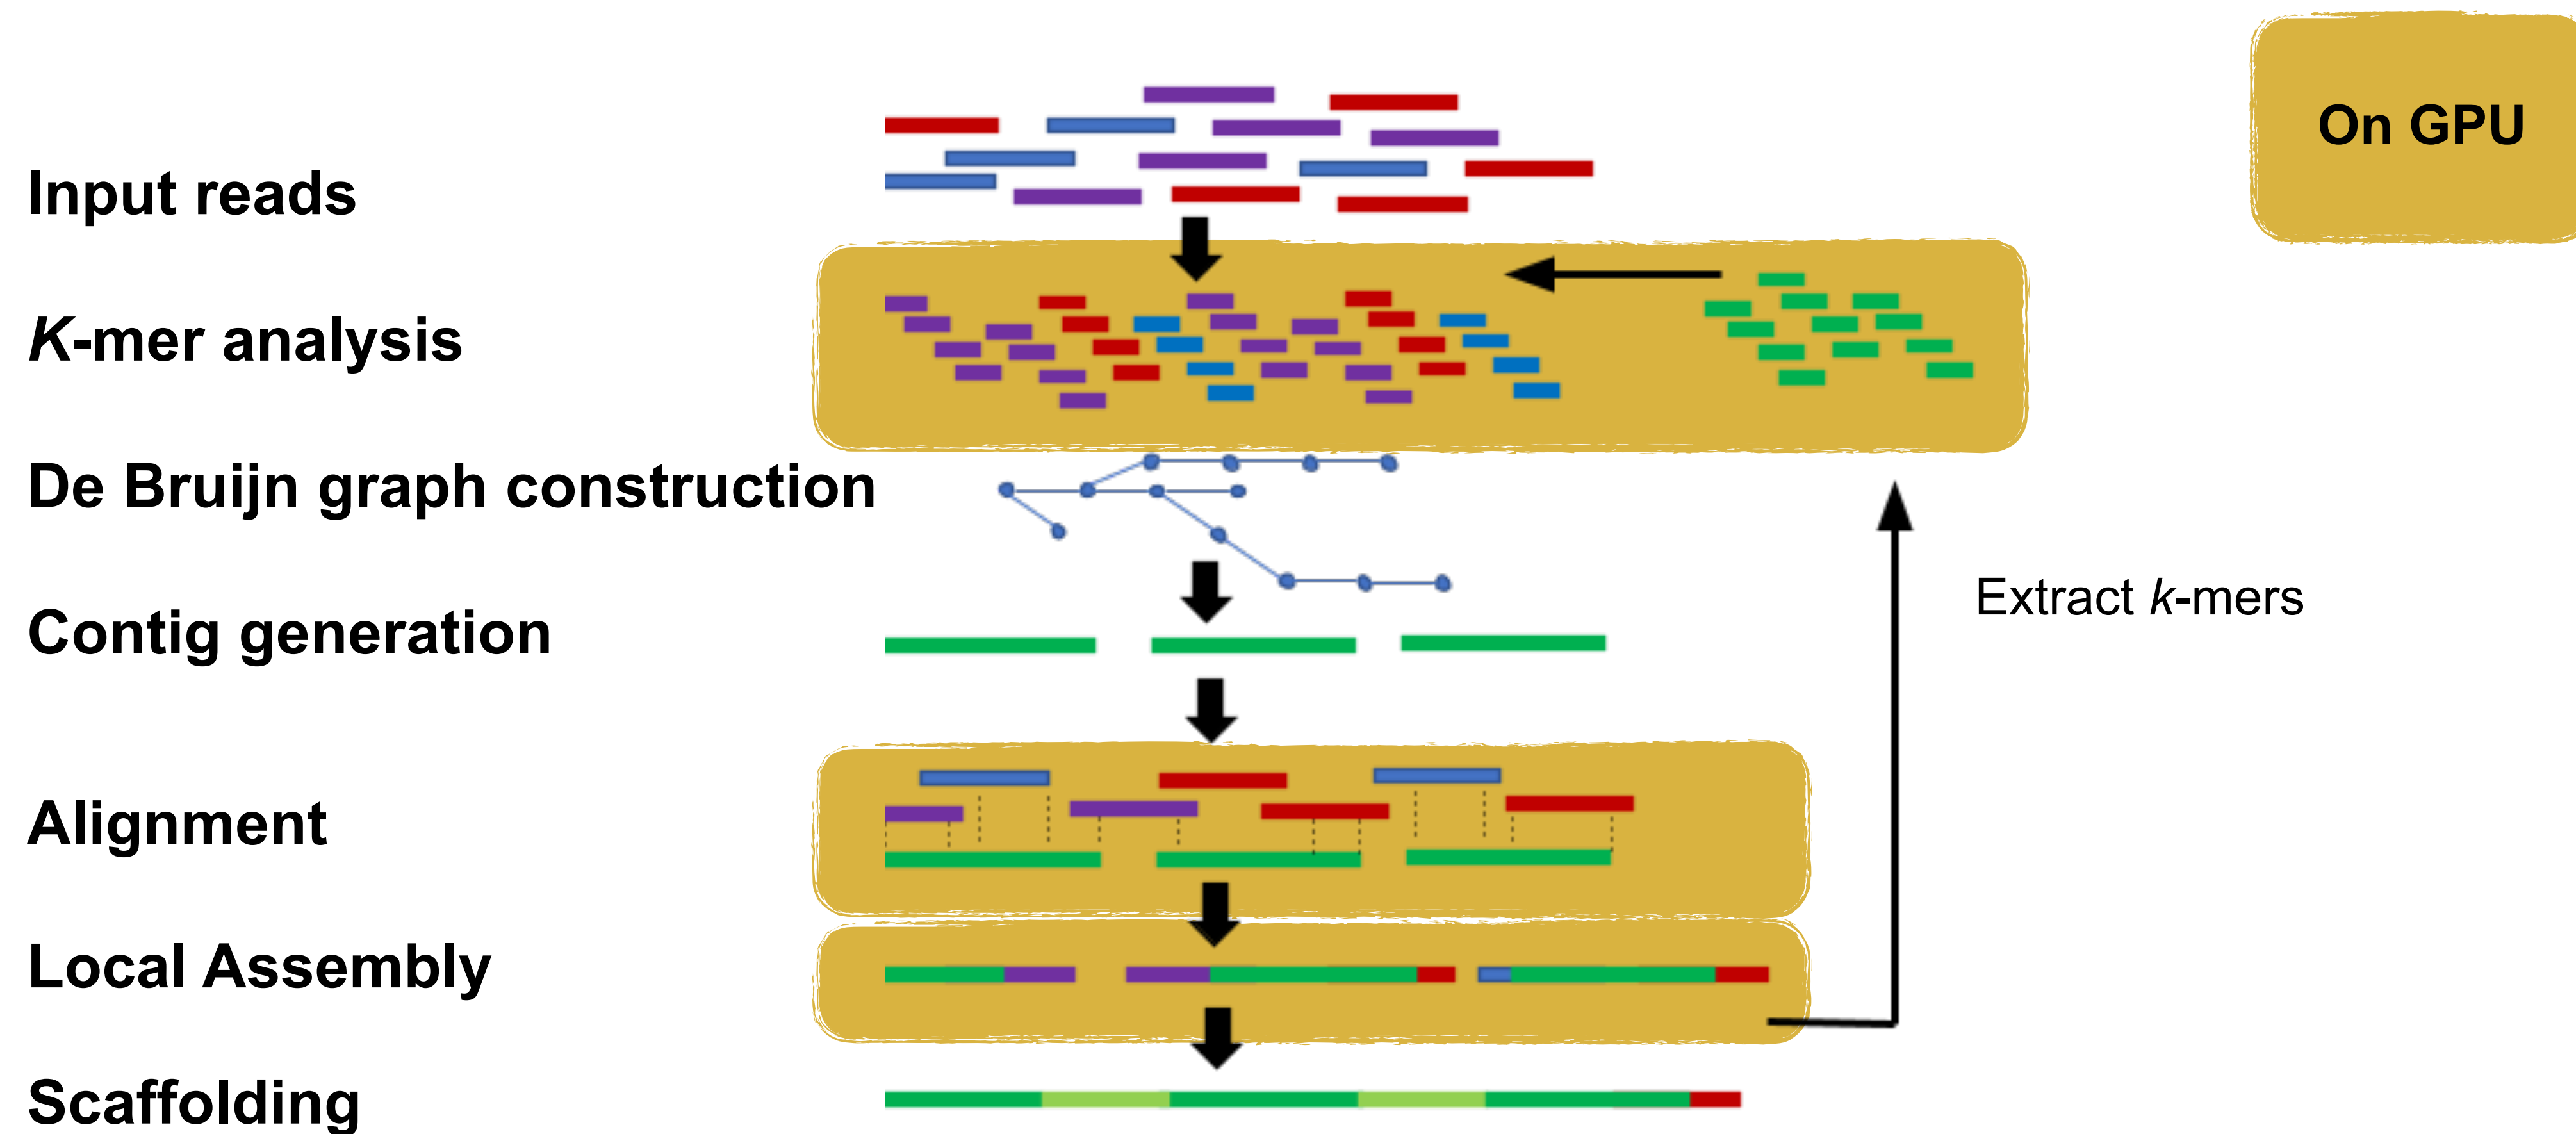 On GPU
Input reads
K-mer analysis
De Bruijn graph construction
Extract k-mers
Contig generation
Alignment
Local Assembly
Scaffolding